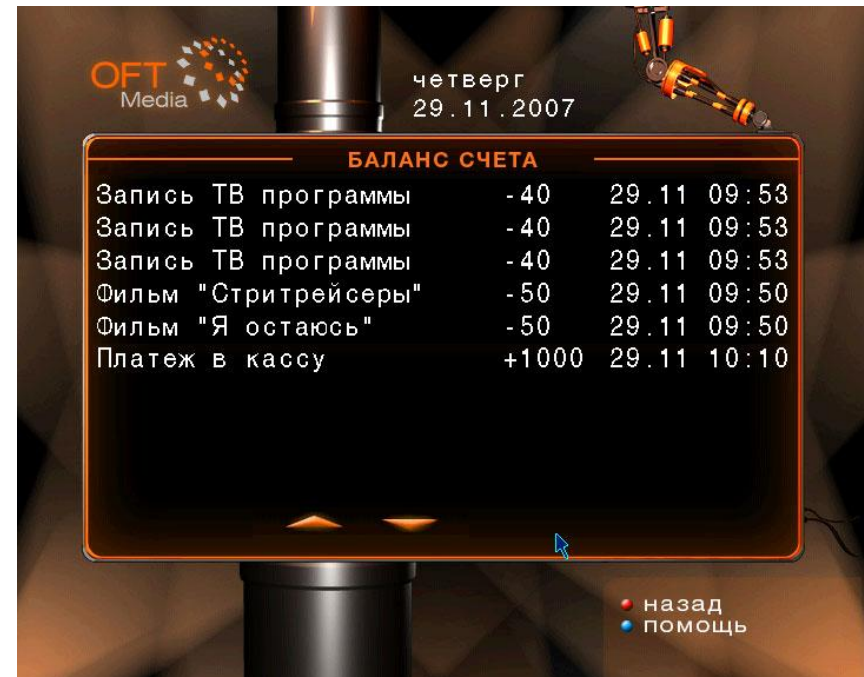 OFT
Media
четверг
29.11.2007
БАЛАНС СЧЕТА
Запись ТВ программы -40 29.11 09:53
Запись ТВ программы -40 29.11 09:53
Запись ТВ программы -40 29.11 09:53
Фильм "Стритрейсеры" -50 29.11 09:50
Фильм "Я остаюсь" -50 29.11 09:50
Платеж в кассу +1000 29.11 10:10
назад
помощь